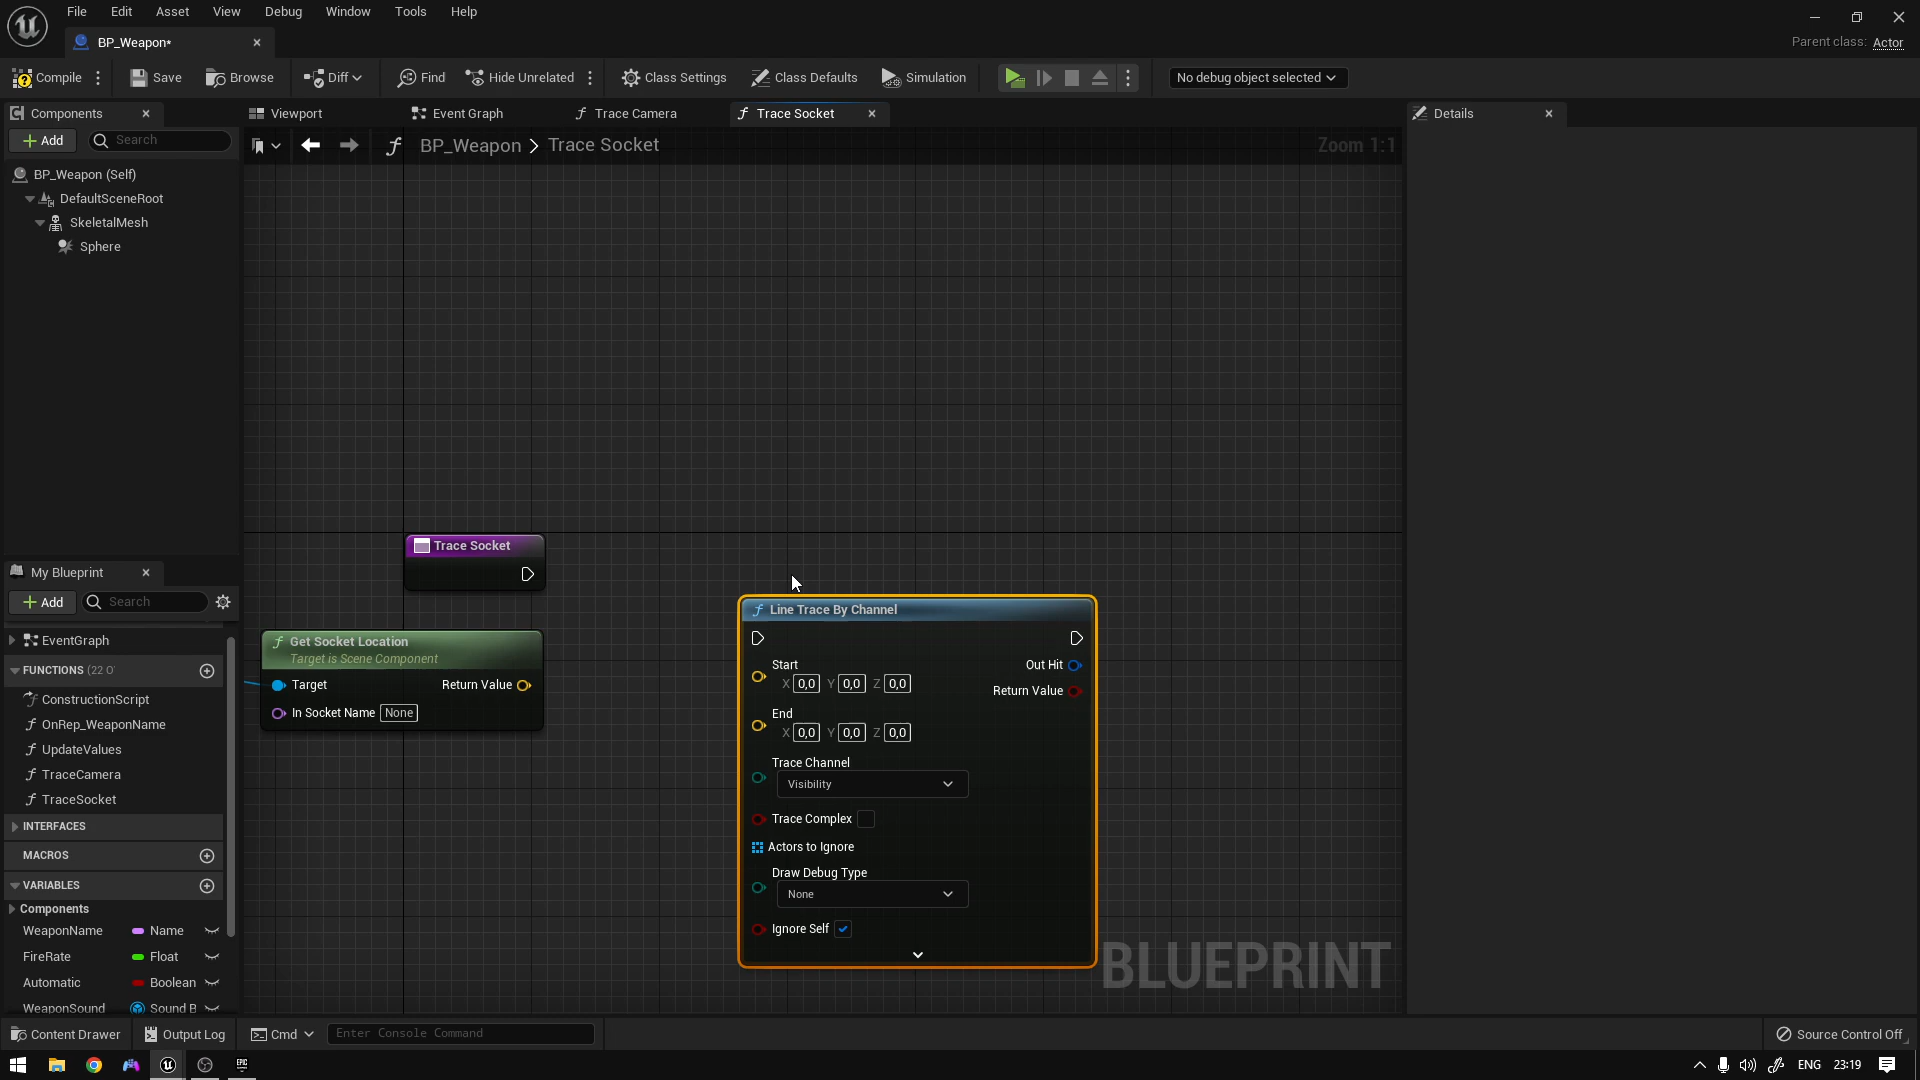 File Edit Asset View Debug Window Tools Help
BP_Weapon*
Parent class: Actor
Compile Save Browse Diff Find Hide Unrelated Class Settings Class Defaults Simulation No debug object selected
Components Viewport Event Graph Trace Camera Trace Socket Details
Add Search
BP_Weapon > Trace Socket Zoom 1:1
BP_Weapon (Self)
DefaultSceneRoot
SkeletalMesh
Sphere
My Blueprint
Add Search
EventGraph
FUNCTIONS (22 O
ConstructionScript
OnRep_WeaponName
UpdateValues
TraceCamera
TraceSocket
INTERFACES
MACROS
VARIABLES
Components
WeaponName Name
FireRate Float
Automatic Boolean
WeaponSound Sound B
Trace Socket
Get Socket Location
Target is Scene Component
Target Return Value
In Socket Name None
Line Trace By Channel
Start Out Hit
X 0,0 Y 0,0 Z 0,0 Return Value
End
X 0,0 Y 0,0 Z 0,0
Trace Channel
Visibility
Trace Complex
Actors to Ignore
Draw Debug Type
None
Ignore Self
BLUEPRINT
Content Drawer Output Log Cmd Enter Console Command Source Control Off
EPIC ENG 23:19